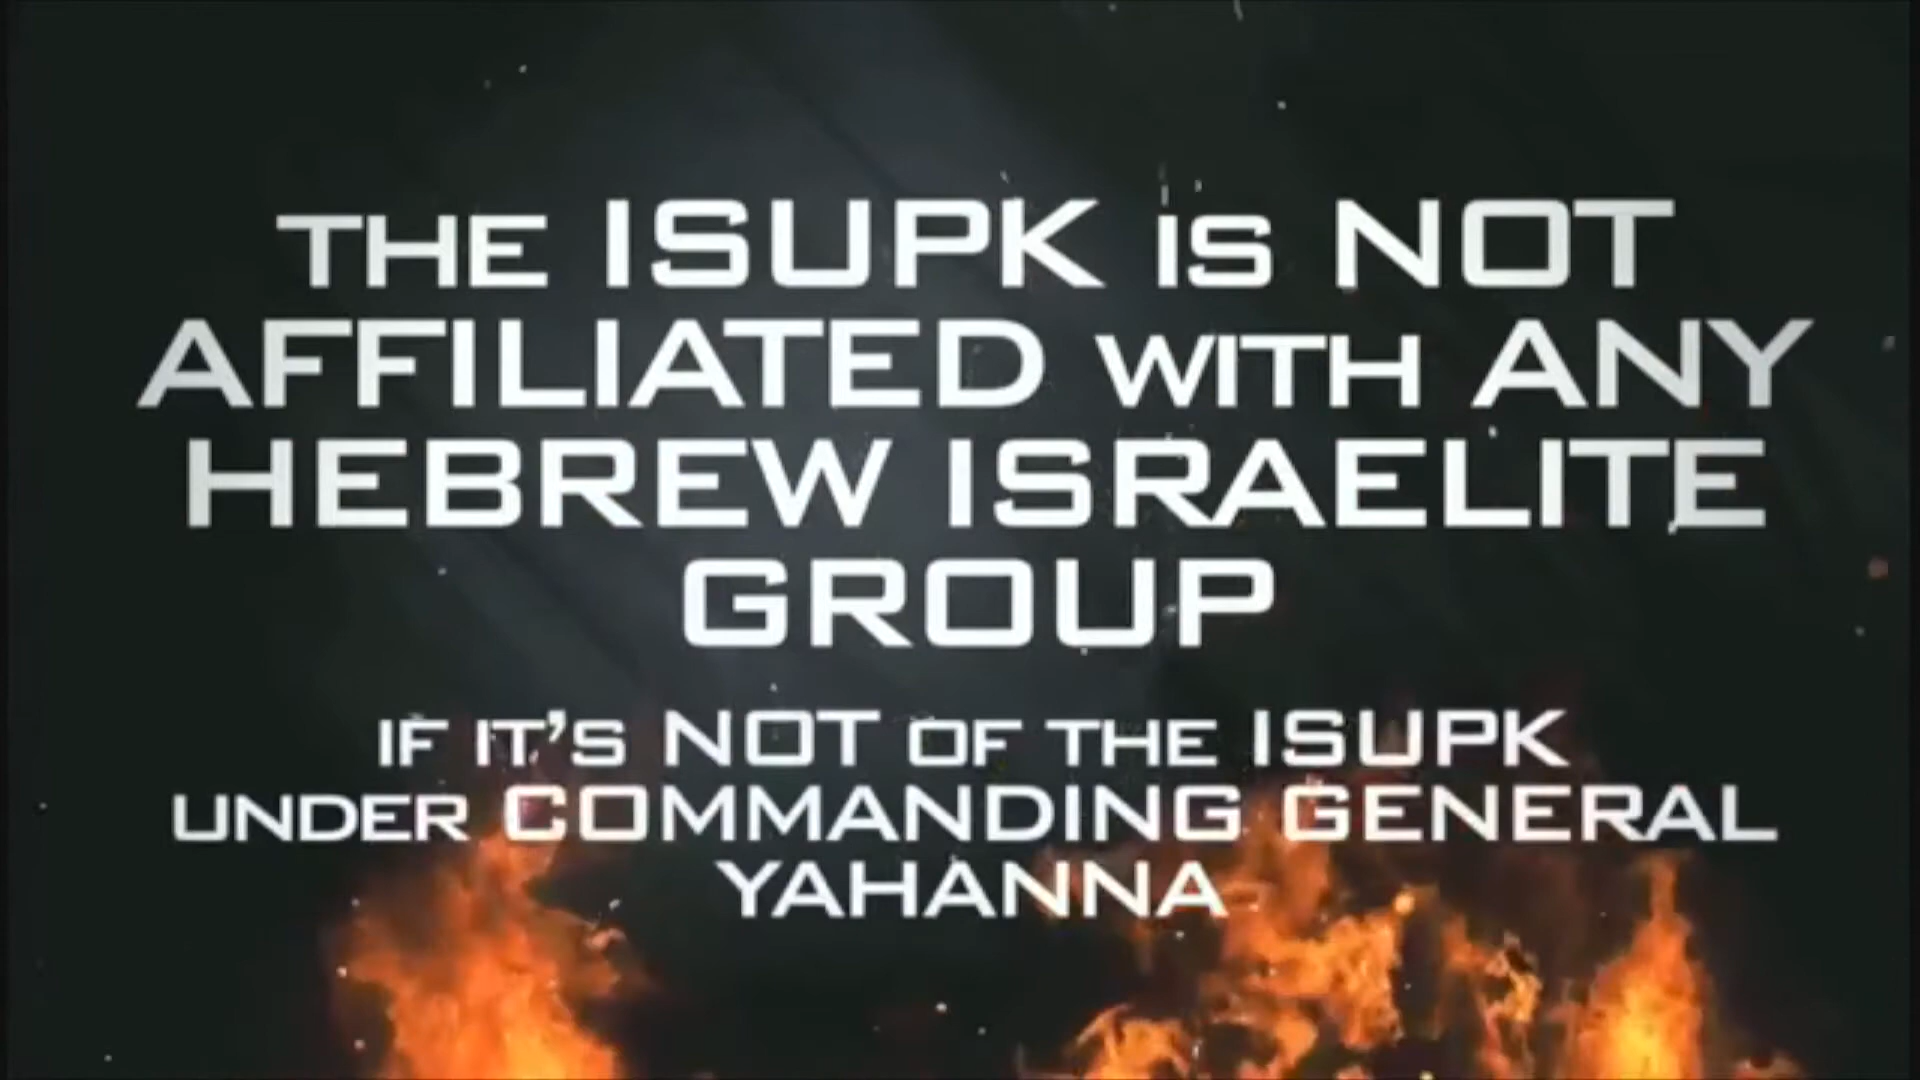 THE ISUPK IS NOT
AFFILIATED WITH ANY
HEBREW ISRAELITE
GROUP
IF IT'S NOT OF THE ISUPK
UNDER COMMANDING GENERAL
YAHANNA